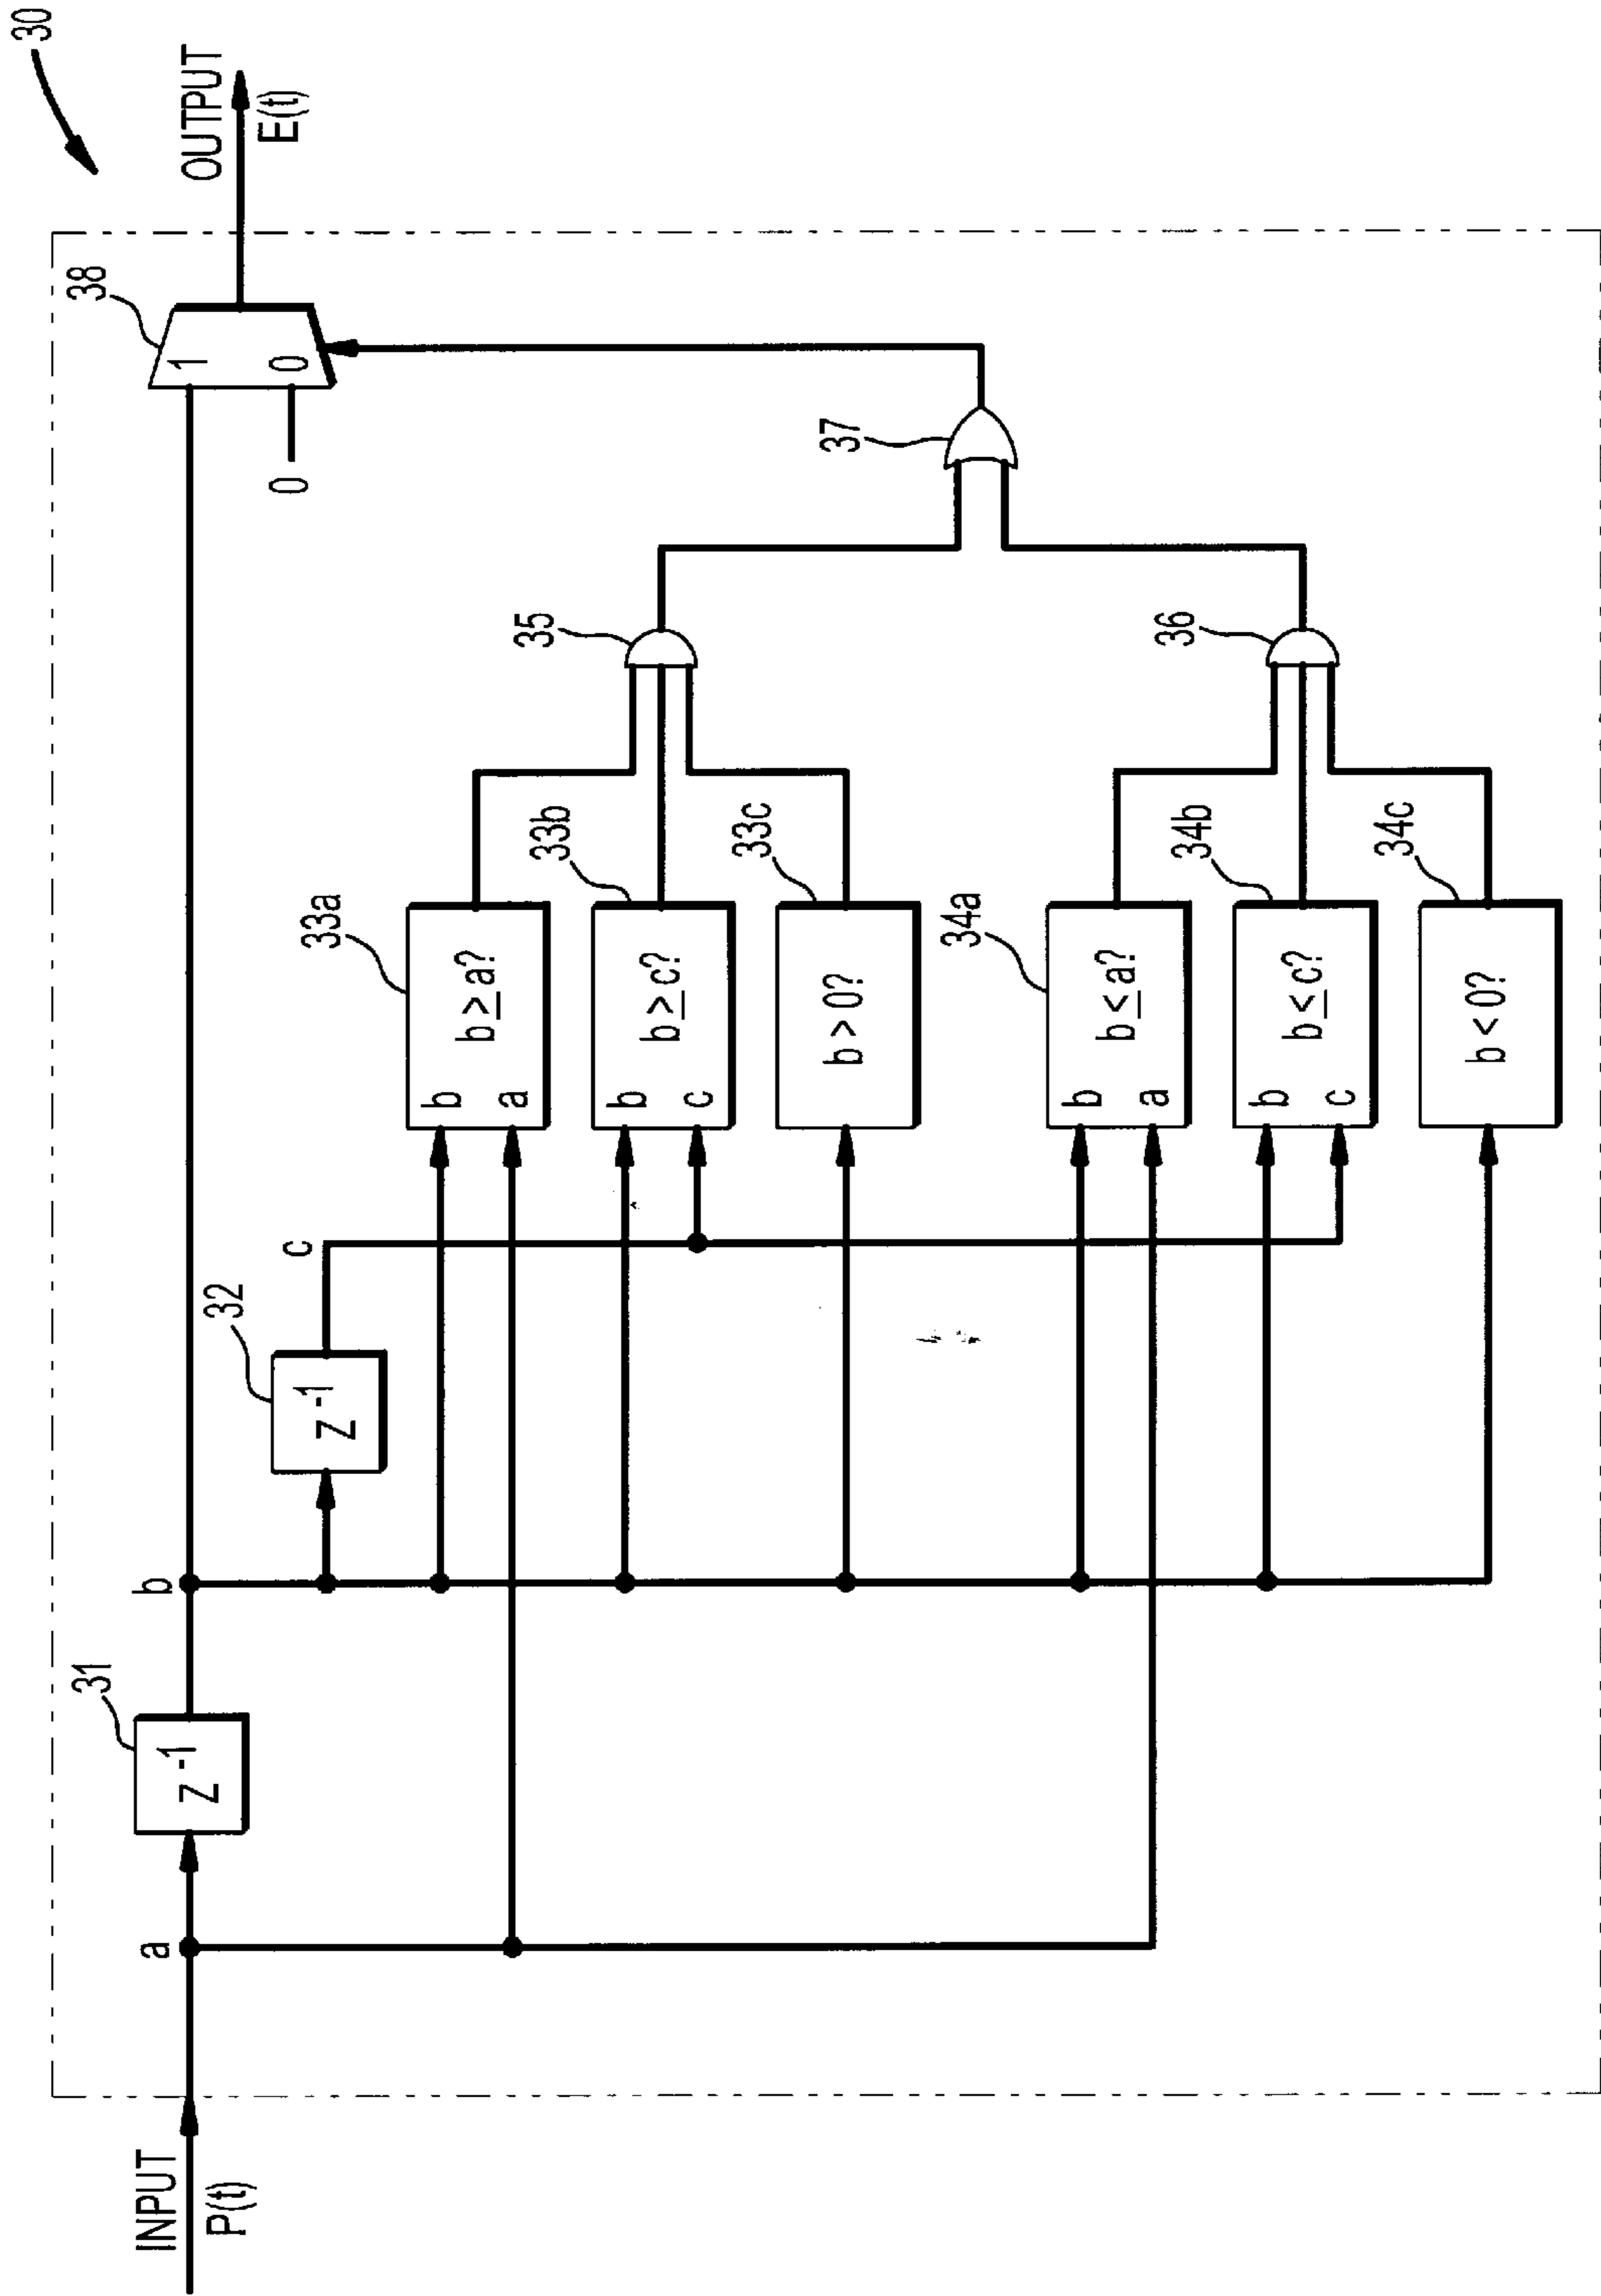 30
INPUT
P(t)
a
31
Z⁻¹
b
32
Z⁻¹
c
38
1
0
0
OUTPUT
E(t)
33a
b
a
b ≥ a?
33b
b
c
b ≥ c?
33c
b > 0?
35
37
34a
b
a
b ≤ a?
34b
b
c
b ≤ c?
34c
b < 0?
36